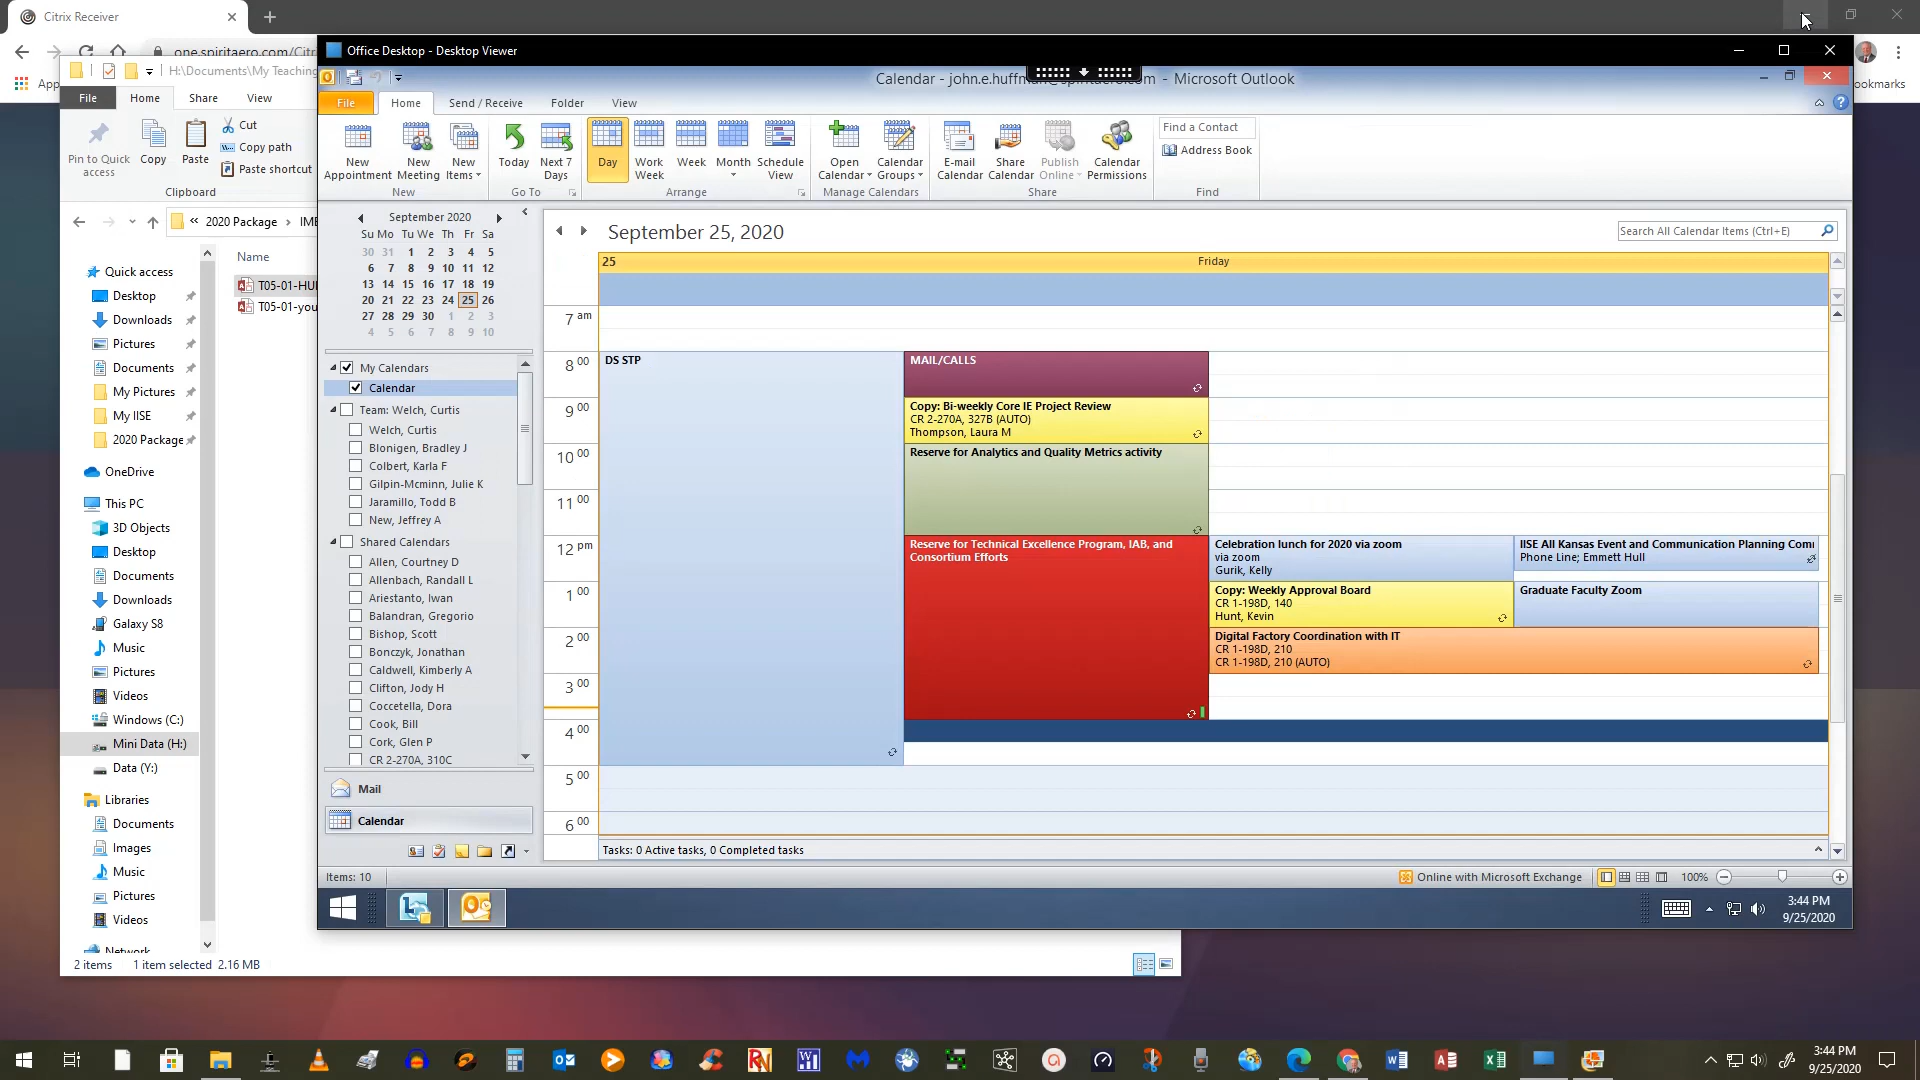 Citrix Receiver
one.spiritaero.com/Citr
H:\Documents\My Teaching
File
Home
Share
View
Pin to Quick
access
Copy
Paste
Cut
Copy path
Paste shortcut
Clipboard
2020 Package
Name
Quick access
Desktop
Downloads
Pictures
Documents
My Pictures
My IISE
2020 Package
OneDrive
This PC
3D Objects
Desktop
Documents
Downloads
Galaxy S8
Music
Pictures
Videos
Windows (C:)
Mini Data (H:)
Data (Y:)
Libraries
Documents
Images
Music
Pictures
Videos
Network
2 items
1 item selected 2.16 MB
Office Desktop - Desktop Viewer
Microsoft Outlook
File
Home
Send / Receive
Folder
View
New
Appointment
New
Meeting
New
Items
New
Today
Next 7
Days
Go To
Day
Work
Week
Week
Month
Schedule
View
Arrange
Open
Calendar
Calendar
Groups
Manage Calendars
E-mail
Calendar
Share
Calendar
Publish
Online
Calendar
Permissions
Share
Find a Contact
Address Book
Find
September 2020
Su Mo Tu We Th Fr Sa
30 31 1 2 3 4 5
6 7 8 9 10 11 12
13 14 15 16 17 18 19
20 21 22 23 24 25 26
27 28 29 30 1 2 3
4 5 6 7 8 9 10
My Calendars
Calendar
Team: Welch, Curtis
Welch, Curtis
Blonigen, Bradley J
Colbert, Karla F
Gilpin-Mcminn, Julie K
Jaramillo, Todd B
New, Jeffrey A
Shared Calendars
Allen, Courtney D
Allenbach, Randall L
Ariestanto, Iwan
Balandran, Gregorio
Bishop, Scott
Bonczyk, Jonathan
Caldwell, Kimberly A
Clifton, Jody H
Coccetella, Dora
Cook, Bill
Cork, Glen P
CR 2-270A, 310C
Mail
Calendar
September 25, 2020
Search All Calendar Items (Ctrl+E)
25
Friday
7 am
8 00
9 00
10 00
11 00
12 pm
1 00
2 00
3 00
4 00
5 00
6 00
DS STP
MAIL/CALLS
Copy: Bi-weekly Core IE Project Review
CR 2-270A, 327B (AUTO)
Thompson, Laura M
Reserve for Analytics and Quality Metrics activity
Reserve for Technical Excellence Program, IAB, and
Consortium Efforts
Celebration lunch for 2020 via zoom
via zoom
Gurik, Kelly
IISE All Kansas Event and Communication Planning Com
Phone Line; Emmett Hull
Copy: Weekly Approval Board
CR 1-198D, 140
Hunt, Kevin
Graduate Faculty Zoom
Digital Factory Coordination with IT
CR 1-198D, 210
CR 1-198D, 210 (AUTO)
Tasks: 0 Active tasks, 0 Completed tasks
Items: 10
Online with Microsoft Exchange
100%
3:44 PM
9/25/2020
3:44 PM
9/25/2020